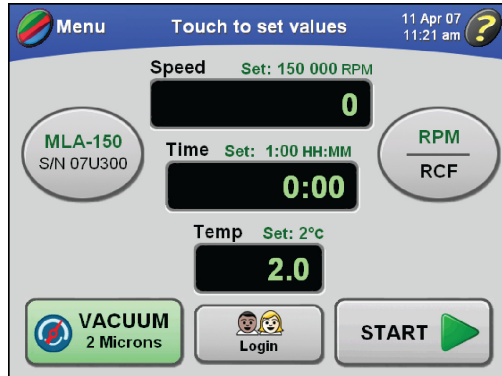 Menu
Touch to set values
11 Apr 07
11:21 am
?
Speed Set: 150 000 RPM
0
MLA-150
S/N 07U300
RPM
RCF
Time Set: 1:00 HH:MM
0:00
Temp Set: 2°C
2.0
VACUUM
2 Microns
Login
START